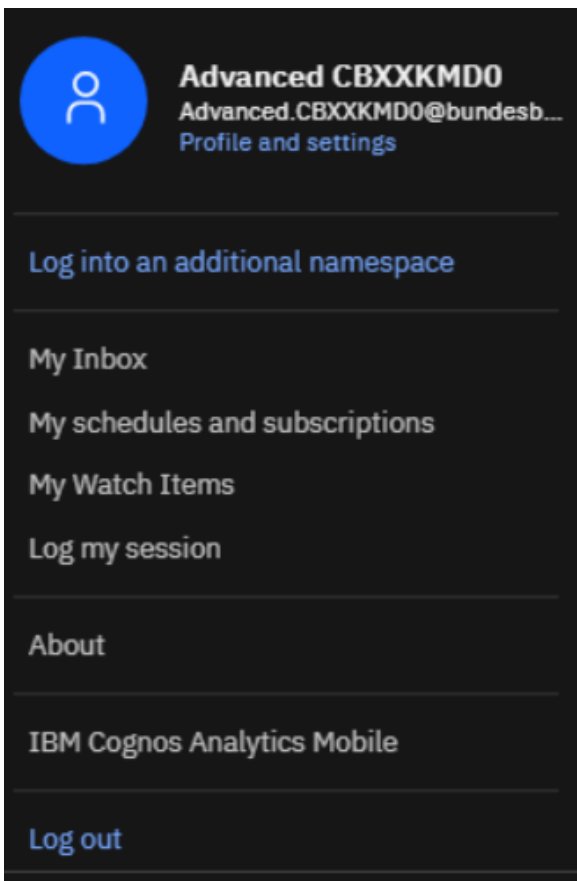 Advanced CBXXKMD0
Advanced.CBXXKMD0@bundesb...
Profile and settings
Log into an additional namespace
My Inbox
My schedules and subscriptions
My Watch Items
Log my session
About
IBM Cognos Analytics Mobile
Log out